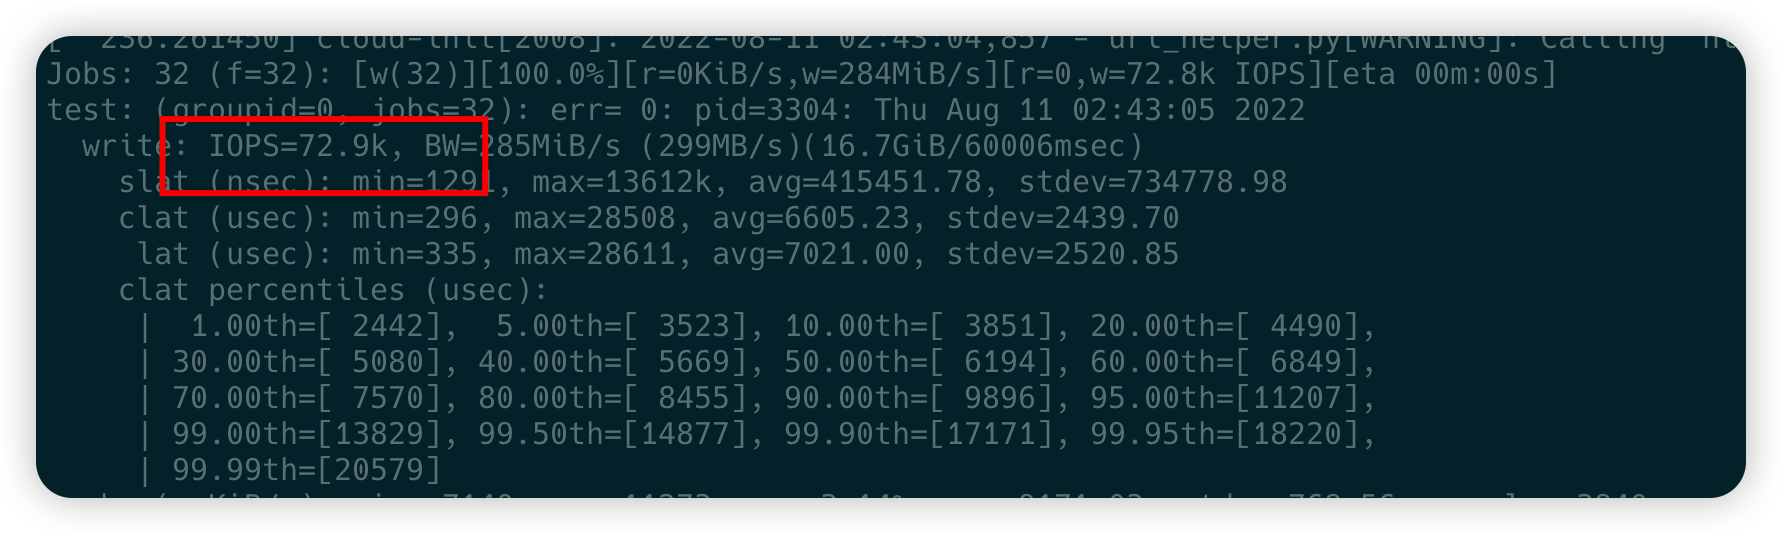 [  236.261450] cloud-init[2008]: 2022-08-11 02:43:04,857 - url_helper.py[WARNING]: Calling
Jobs: 32 (f=32): [w(32)][100.0%][r=0KiB/s,w=284MiB/s][r=0,w=72.8k IOPS][eta 00m:00s]
test: (groupid=0, jobs=32): err= 0: pid=3304: Thu Aug 11 02:43:05 2022
  write: IOPS=72.9k, BW=285MiB/s (299MB/s)(16.7GiB/60006msec)
    slat (nsec): min=1291, max=13612k, avg=415451.78, stdev=734778.98
    clat (usec): min=296, max=28508, avg=6605.23, stdev=2439.70
     lat (usec): min=335, max=28611, avg=7021.00, stdev=2520.85
    clat percentiles (usec):
     |  1.00th=[ 2442],  5.00th=[ 3523], 10.00th=[ 3851], 20.00th=[ 4490],
     | 30.00th=[ 5080], 40.00th=[ 5669], 50.00th=[ 6194], 60.00th=[ 6849],
     | 70.00th=[ 7570], 80.00th=[ 8455], 90.00th=[ 9896], 95.00th=[11207],
     | 99.00th=[13829], 99.50th=[14877], 99.90th=[17171], 99.95th=[18220],
     | 99.99th=[20579]